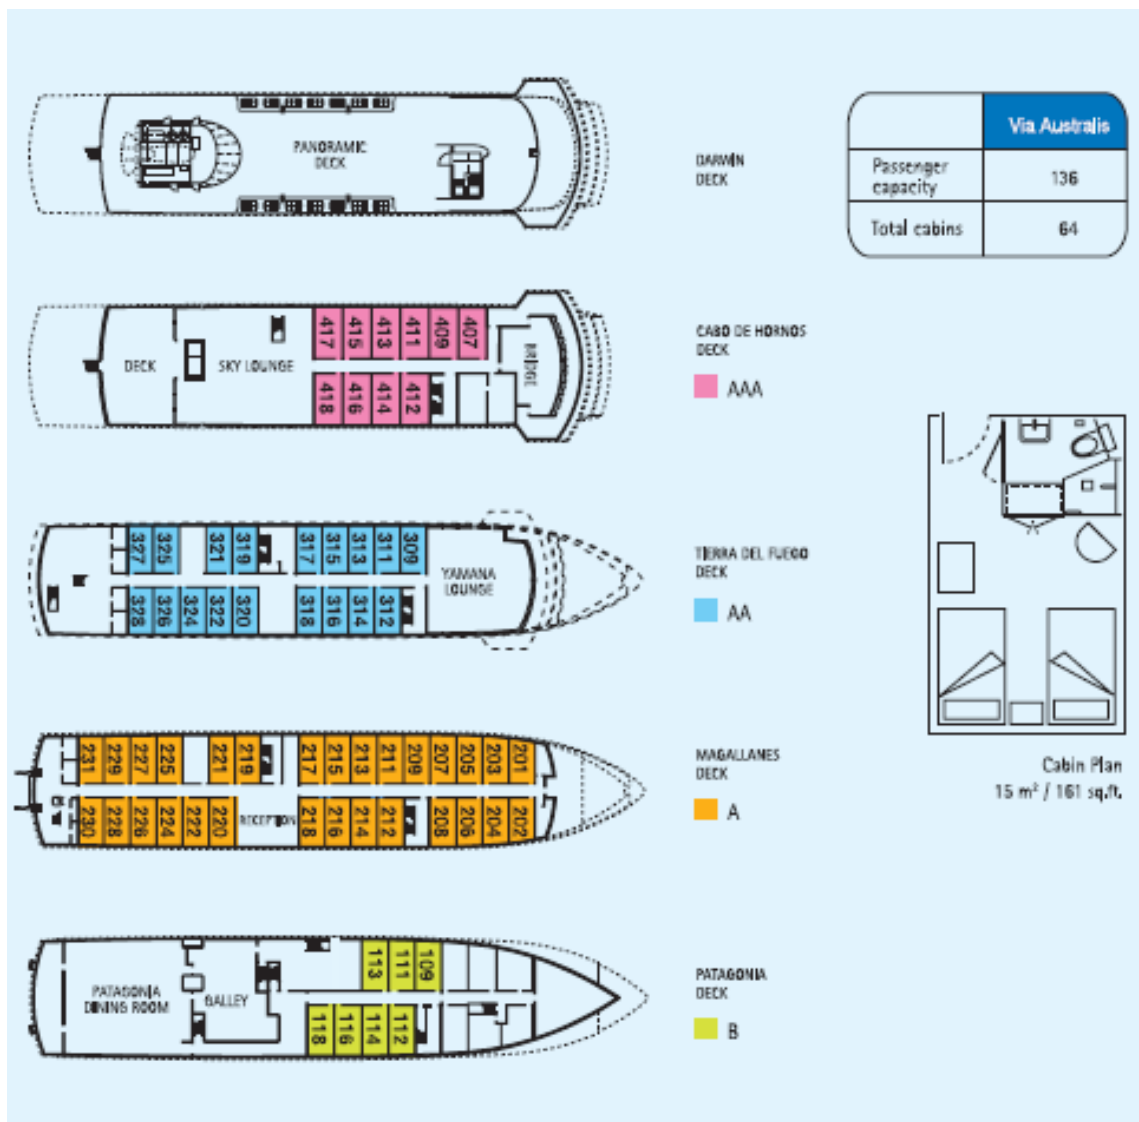 Via Australis
Passenger
capacity
136
Total cabins
64
PANORAMIC
DECK
DARWIN
DECK
417 415 413 411 409 407
DECK
SKY LOUNGE
BRIDGE
418 416 414 412
CABO DE HORNOS
DECK
AAA
327 325 321 319 317 315 313 311 309
YAMANA
LOUNGE
328 326 324 322 320 318 316 314 312
TIERRA DEL FUEGO
DECK
AA
231 229 227 225 221 219 217 215 213 211 209 207 205 203 201
230 228 226 224 222 220 RECEPTION 218 216 214 212 208 206 204 202
MAGALLANES
DECK
A
Cabin Plan
15 m² / 161 sq.ft.
113 111 109
PATAGONIA
DINING ROOM
GALLEY
118 116 114 112
PATAGONIA
DECK
B